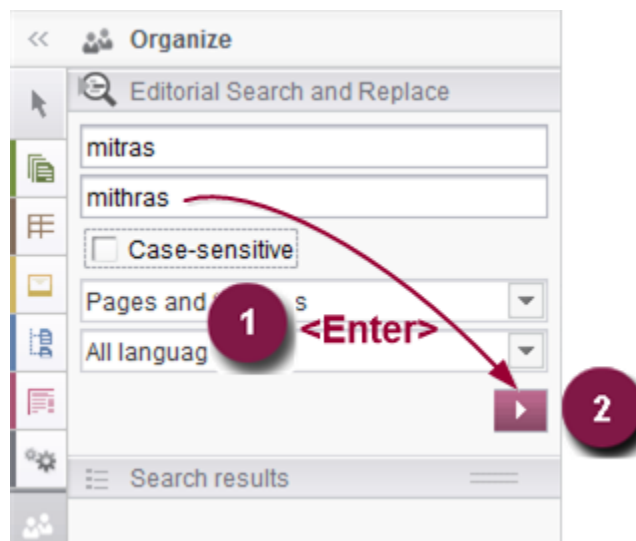 Organize
Editorial Search and Replace
mitras
mithras
Case-sensitive
Pages and s
1 <Enter>
All languag
2
Search results